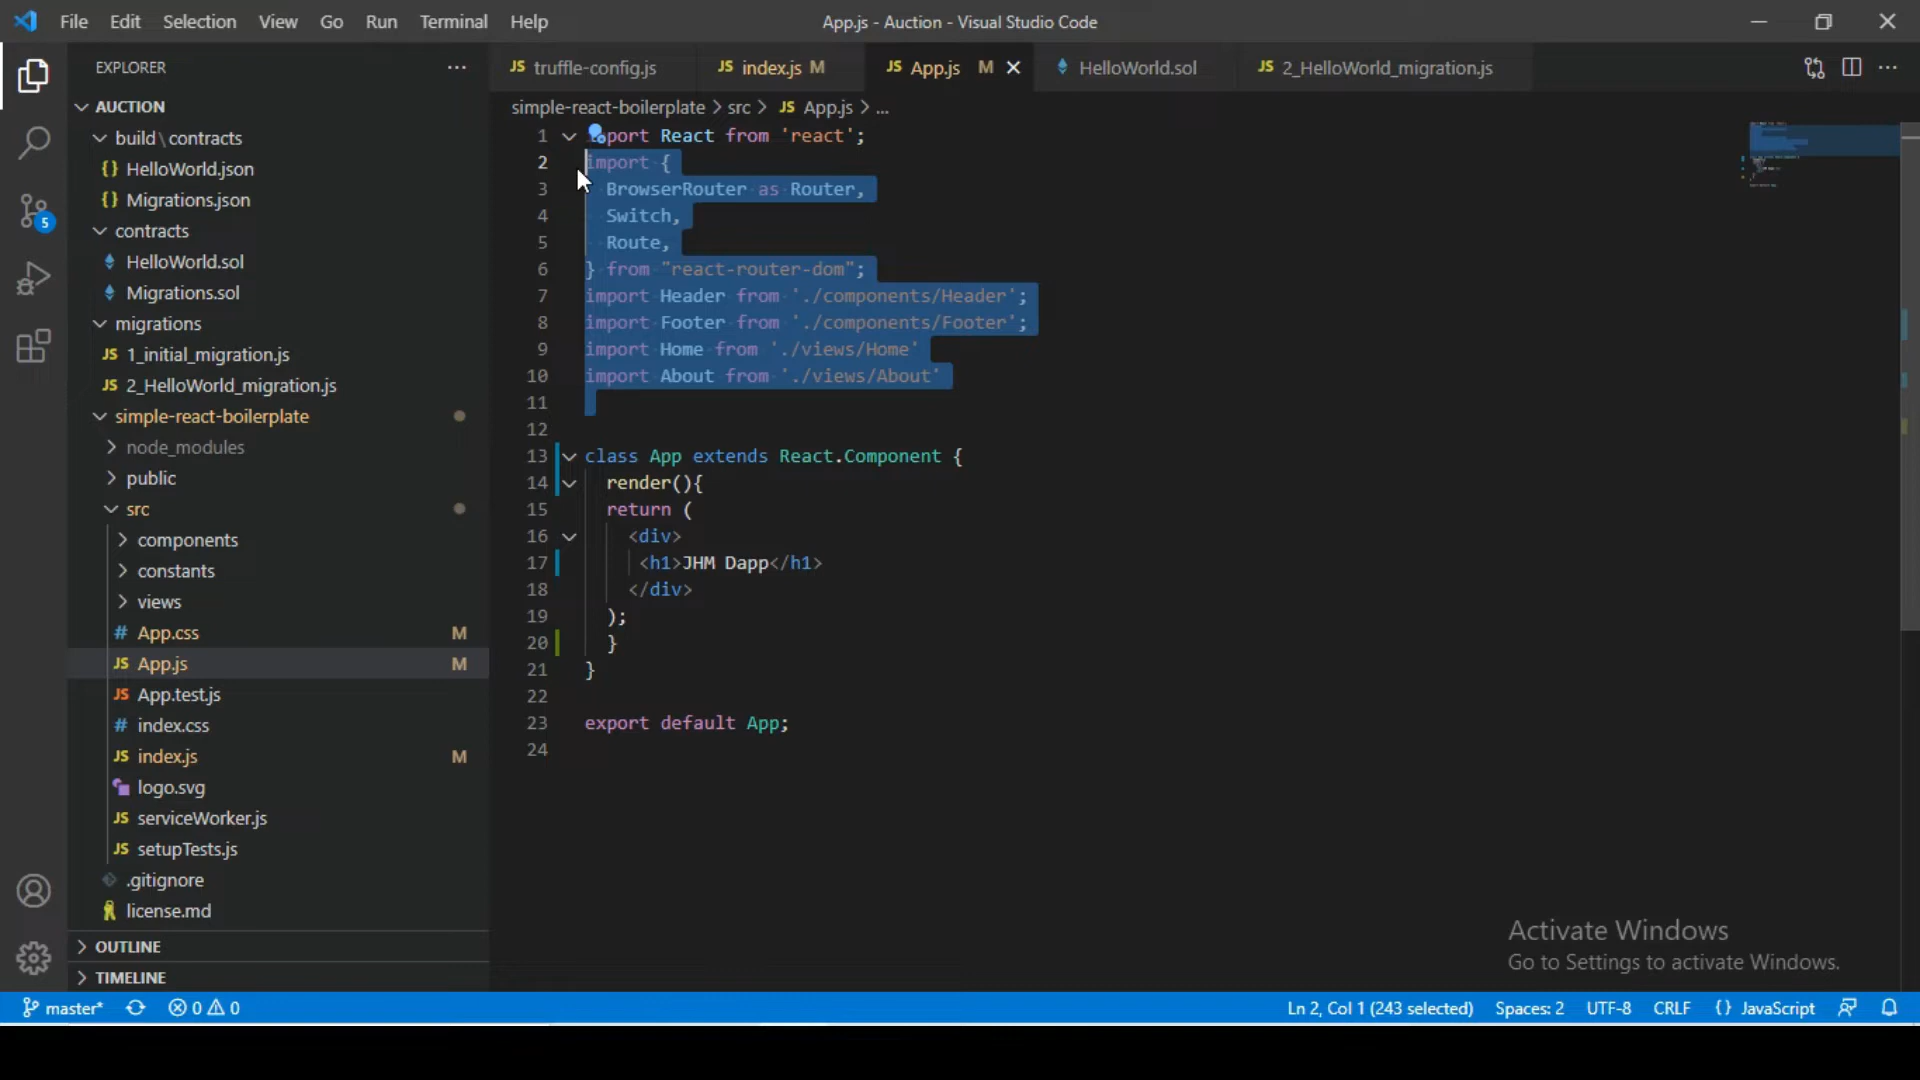 File Edit Selection View Go Run Terminal Help
App.js - Auction - Visual Studio Code
EXPLORER
AUCTION
build\contracts
{} HelloWorld.json
{} Migrations.json
contracts
HelloWorld.sol
Migrations.sol
migrations
JS 1_initial_migration.js
JS 2_HelloWorld_migration.js
simple-react-boilerplate
node_modules
public
src
components
constants
views
# App.css M
JS App.js M
JS App.test.js
# index.css
JS index.js M
logo.svg
JS serviceWorker.js
JS setupTests.js
.gitignore
license.md
OUTLINE
TIMELINE
5
JS truffle-config.js
JS index.js M
JS App.js M
HelloWorld.sol
JS 2_HelloWorld_migration.js
simple-react-boilerplate > src > JS App.js > ...
1 port React from 'react';
2 import {
3 BrowserRouter as Router,
4 Switch,
5 Route,
6 } from "react-router-dom";
7 import Header from './components/Header';
8 import Footer from './components/Footer';
9 import Home from './views/Home'
10 import About from './views/About'
11
12
13 class App extends React.Component {
14 render(){
15 return (
16 <div>
17 <h1>JHM Dapp</h1>
18 </div>
19 );
20 }
21 }
22
23 export default App;
24
Activate Windows
Go to Settings to activate Windows.
master* 0 0
Ln 2, Col 1 (243 selected) Spaces: 2 UTF-8 CRLF {} JavaScript